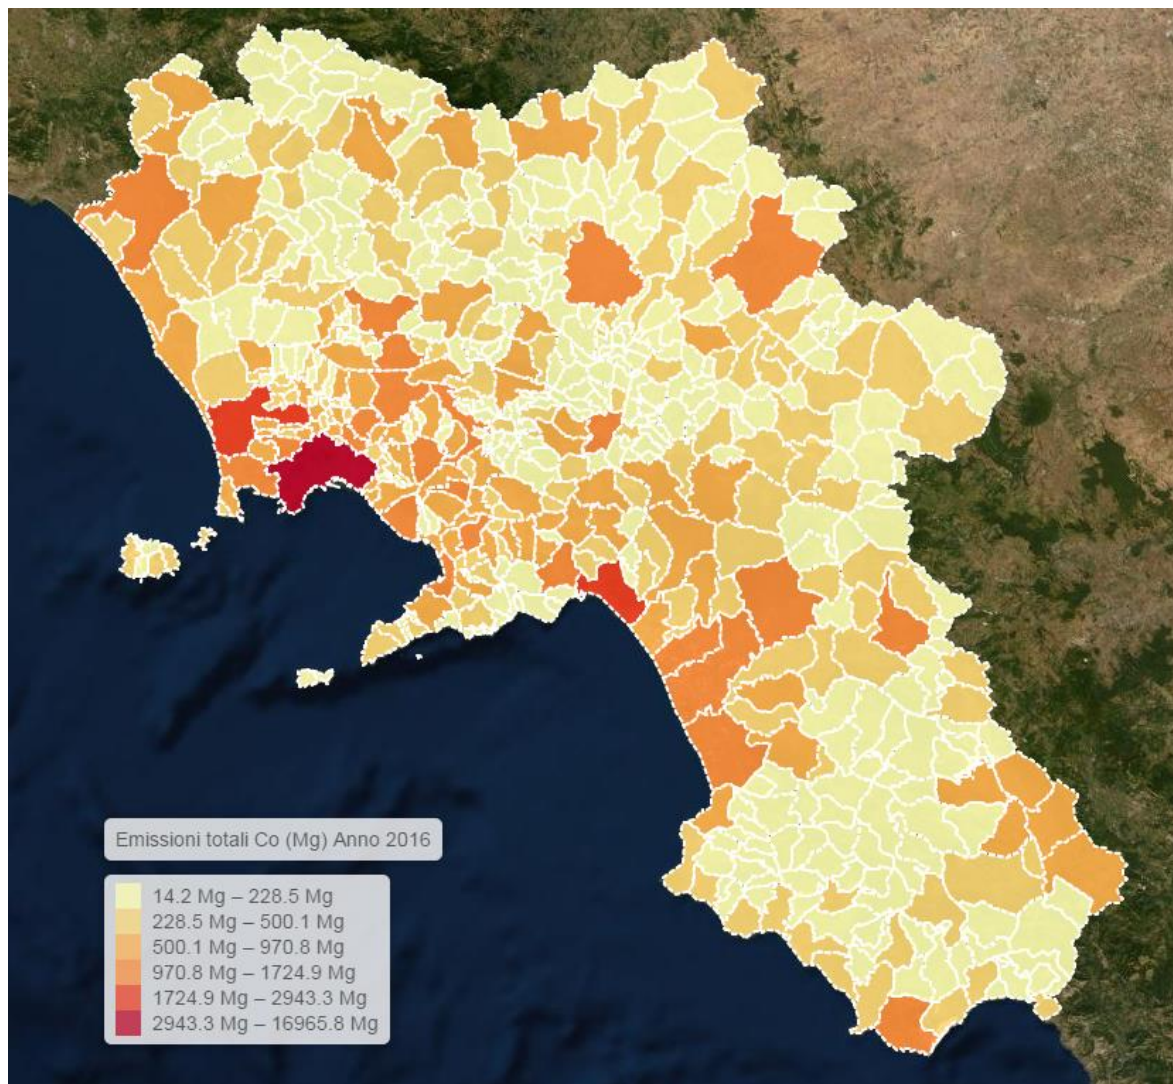 Emissioni totali Co (Mg) Anno 2016
14.2 Mg – 228.5 Mg
228.5 Mg – 500.1 Mg
500.1 Mg – 970.8 Mg
970.8 Mg – 1724.9 Mg
1724.9 Mg – 2943.3 Mg
2943.3 Mg – 16965.8 Mg